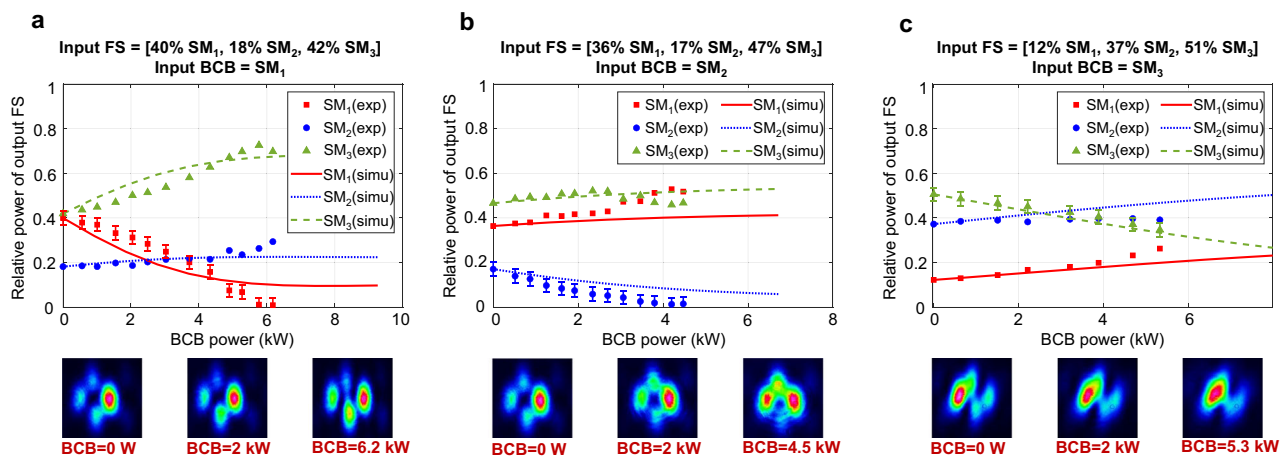 a
Input FS = [40% SM₁, 18% SM₂, 42% SM₃]
Input BCB = SM₁
Relative power of output FS
1
0.8
0.6
0.4
0.2
0
SM₁(exp)
SM₂(exp)
SM₃(exp)
SM₁(simu)
SM₂(simu)
SM₃(simu)
0 2 4 6 8 10
BCB power (kW)
BCB=0 W BCB=2 kW BCB=6.2 kW
b
Input FS = [36% SM₁, 17% SM₂, 47% SM₃]
Input BCB = SM₂
Relative power of output FS
1
0.8
0.6
0.4
0.2
0
SM₁(exp) SM₁(simu)
SM₂(exp) SM₂(simu)
SM₃(exp) SM₃(simu)
0 2 4 6
BCB power (kW)
BCB=0 W BCB=2 kW BCB=4.5 kW
c
Input FS = [12% SM₁, 37% SM₂, 51% SM₃]
Input BCB = SM₃
Relative power of output FS
1
0.8
0.6
0.4
0.2
0
SM₁(exp) SM₁(simu)
SM₂(exp) SM₂(simu)
SM₃(exp) SM₃(simu)
0 2 4 6
BCB power (kW)
BCB=0 W BCB=2 kW BCB=5.3 kW